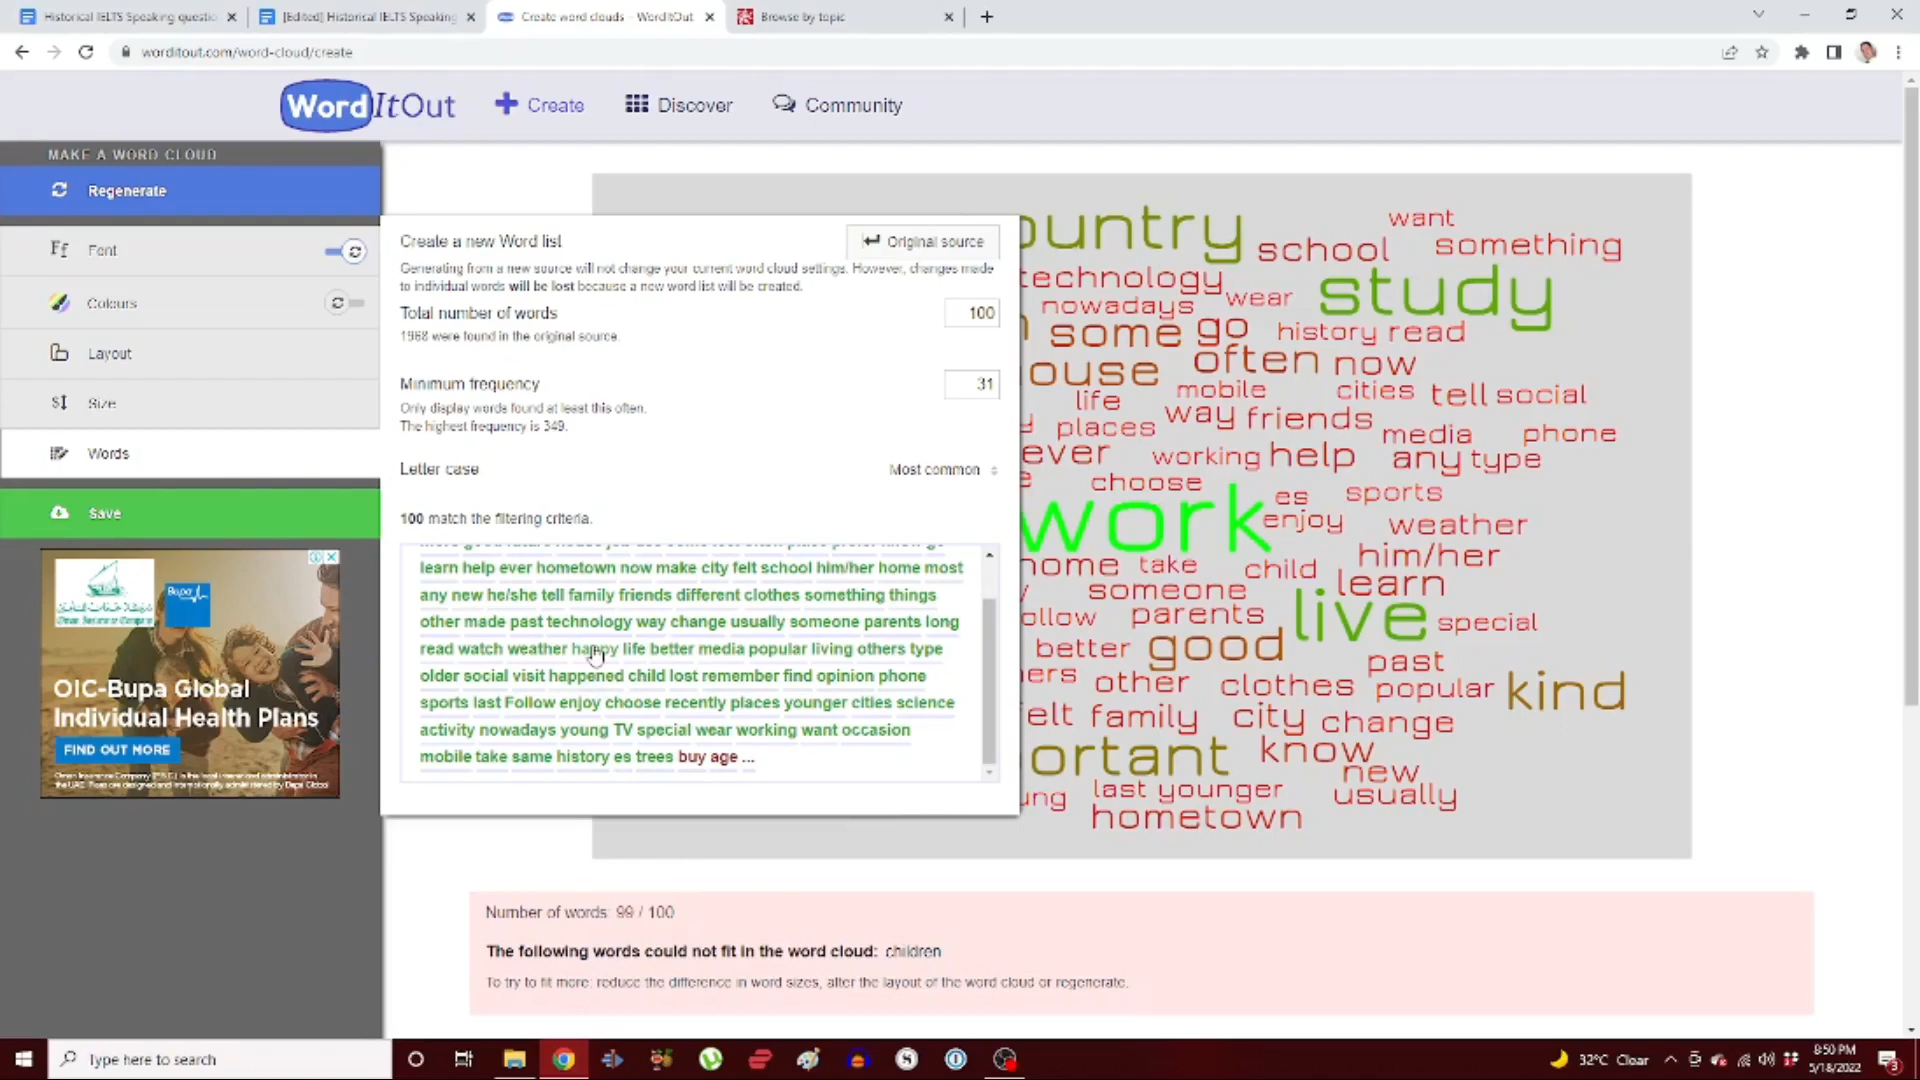 Historical IELTS Speaking questio
[Edited] Historical IELTS Speaking
Create word clouds – WordItOut
Browse by topic
worditout.com/word-cloud/create
WordItOut
Create
Discover
Community
MAKE A WORD CLOUD
Regenerate
Font
Colours
Layout
Size
Words
Save
OIC-Bupa Global
Individual Health Plans
FIND OUT MORE
Bupa
Create a new Word list
Original source
Generating from a new source will not change your current word cloud settings. However, changes made
to individual words will be lost because a new word list will be created.
Total number of words
100
1968 were found in the original source.
Minimum frequency
31
Only display words found at least this often.
The highest frequency is 349.
Letter case
Most common
100 match the filtering criteria.
learn help ever hometown now make city felt school him/her home most
any new he/she tell family friends different clothes something things
other made past technology way change usually someone parents long
read watch weather happy life better media popular living others type
older social visit happened child lost remember find opinion phone
sports last Follow enjoy choose recently places younger cities science
activity nowadays young TV special wear working want occasion
mobile take same history es trees buy age ...
want
ountry school something
technology
nowadays wear study
some go history read
ouse often now
life mobile cities tell social
places way friends media phone
ever working help any type
choose es sports
work enjoy weather
home take child him/her
someone learn
ollow parents live special
better good past
ers other clothes popular kind
elt family city change
ortant know
new
ung last younger usually
hometown
Number of words: 99 / 100
The following words could not fit in the word cloud: children
To try to fit more: reduce the difference in word sizes, alter the layout of the word cloud or regenerate.
Type here to search
32°C Clear
8:50 PM
5/18/2022
3